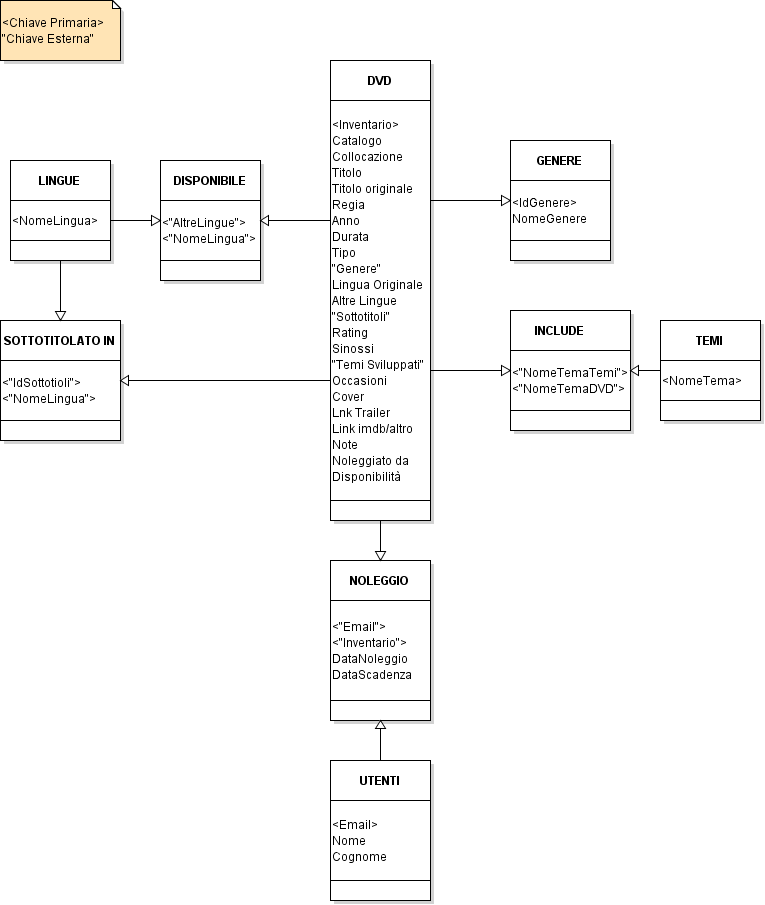 <Chiave Primaria>
"Chiave Esterna"
DVD
<Inventario>
Catalogo
Collocazione
Titolo
Titolo originale
Regia
Anno
Durata
Tipo
"Genere"
Lingua Originale
Altre Lingue
"Sottotitoli"
Rating
Sinossi
"Temi Sviluppati"
Occasioni
Cover
Lnk Trailer
Link imdb/altro
Note
Noleggiato da
Disponibilità
LINGUE
<NomeLingua>
DISPONIBILE
<"AltreLingue">
<"NomeLingua">
GENERE
<IdGenere>
NomeGenere
SOTTOTITOLATO IN
<"IdSottotioli">
<"NomeLingua">
INCLUDE
<"NomeTemaTemi">
<"NomeTemaDVD">
TEMI
<NomeTema>
NOLEGGIO
<"Email">
<"Inventario">
DataNoleggio
DataScadenza
UTENTI
<Email>
Nome
Cognome